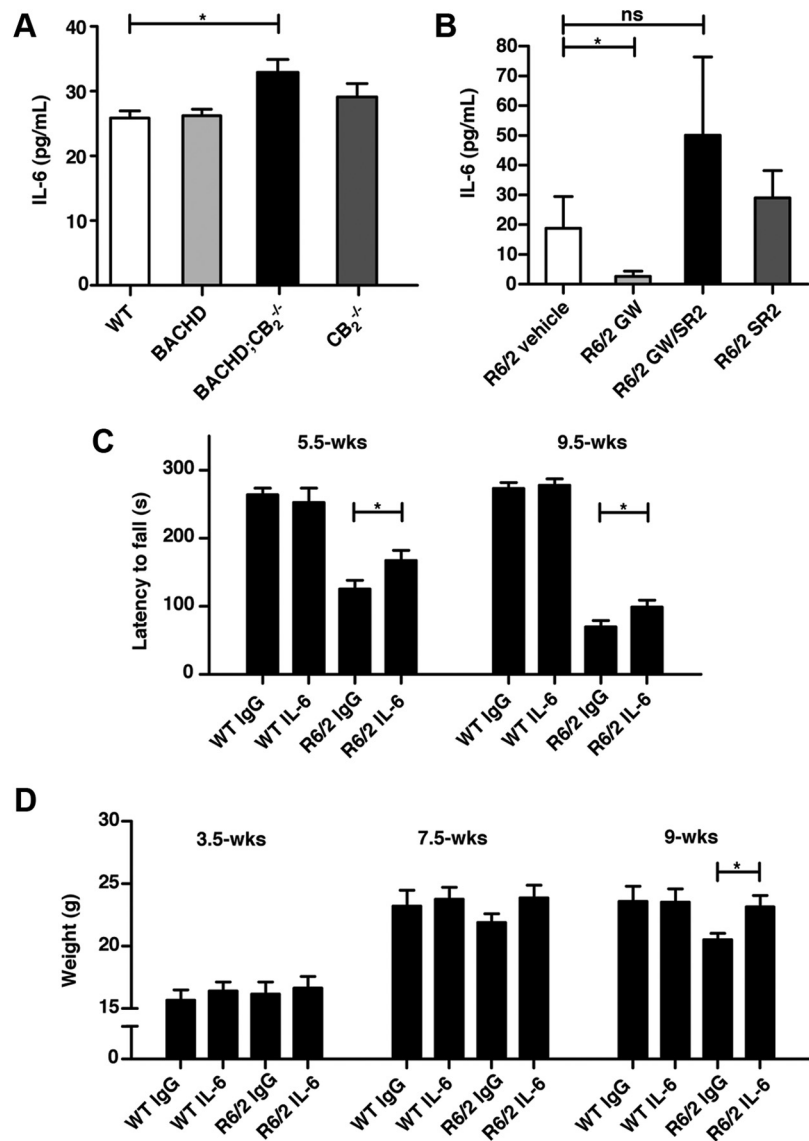 A
*
40
30
20
10
0
IL-6 (pg/mL)
WT
BACHD
BACHD;CB2-/-
CB2-/-
B
ns
*
80
70
60
50
40
30
20
10
0
IL-6 (pg/mL)
R6/2 vehicle
R6/2 GW
R6/2 GW/SR2
R6/2 SR2
C
5.5-wks
9.5-wks
300
200
100
0
Latency to fall (s)
*
*
WT IgG
WT IL-6
R6/2 IgG
R6/2 IL-6
WT IgG
WT IL-6
R6/2 IgG
R6/2 IL-6
D
30
25
20
15
0
Weight (g)
3.5-wks
7.5-wks
9-wks
*
WT IgG
WT IL-6
R6/2 IgG
R6/2 IL-6
WT IgG
WT IL-6
R6/2 IgG
R6/2 IL-6
WT IgG
WT IL-6
R6/2 IgG
R6/2 IL-6